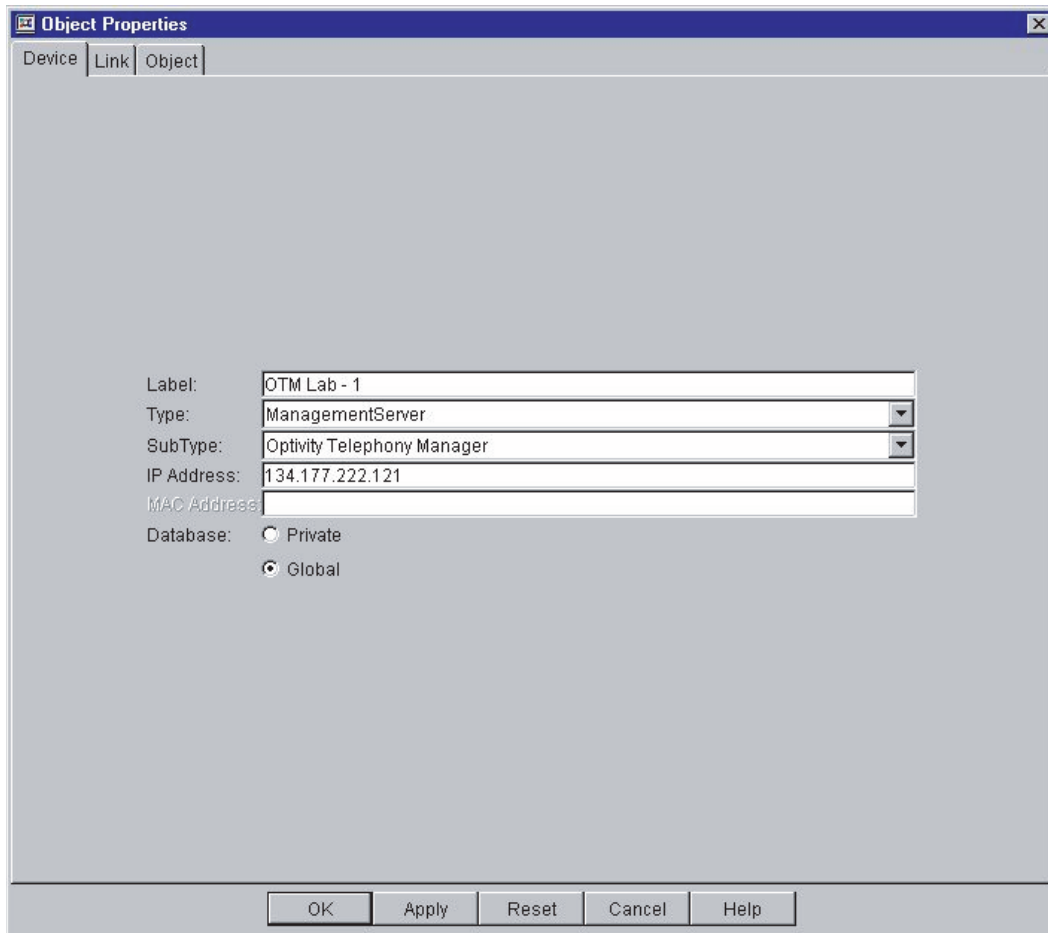 Object Properties
Device Link Object
Label: OTM Lab - 1
Type: ManagementServer
SubType: Optivity Telephony Manager
IP Address: 134.177.222.121
MAC Address:
Database: Private
Global
OK Apply Reset Cancel Help